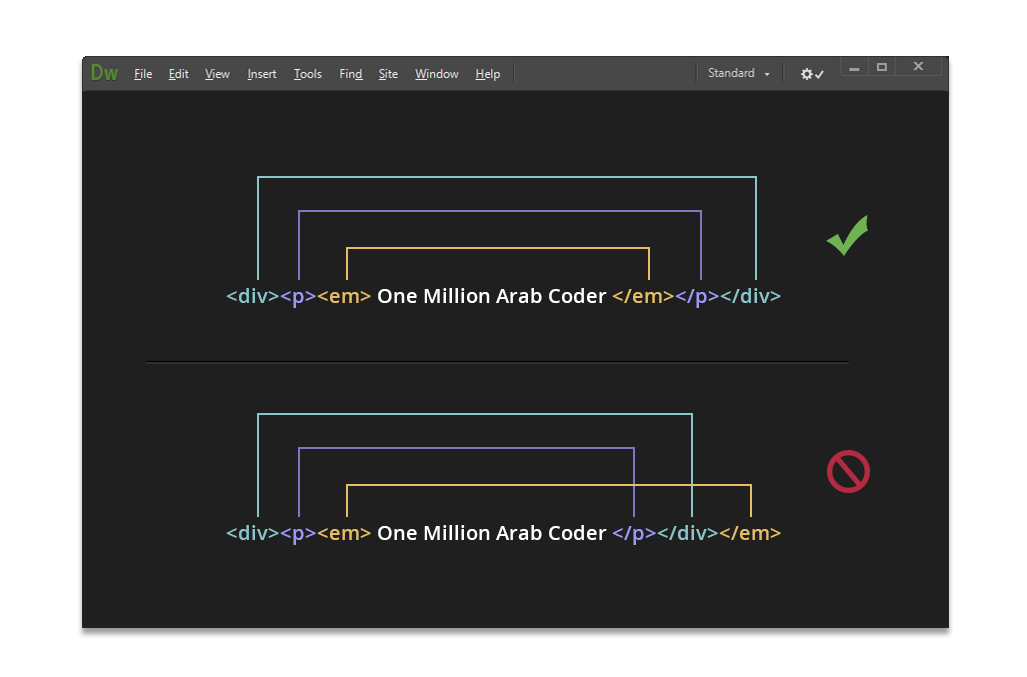 Dw File Edit View Insert Tools Find Site Window Help Standard
<div><p><em> One Million Arab Coder </em></p></div>
<div><p><em> One Million Arab Coder </p></div></em>